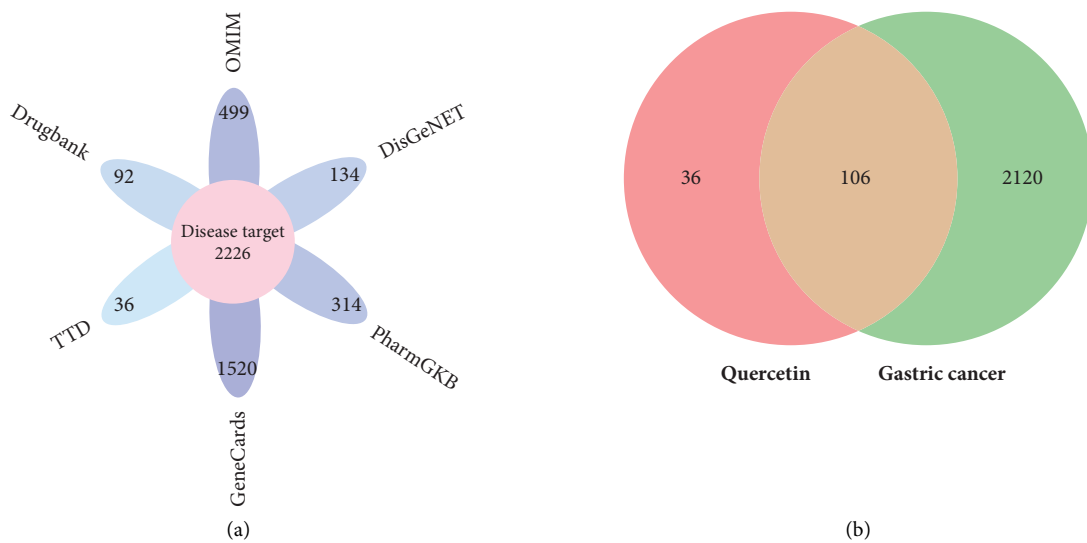 OMIM
499
Drugbank
92
DisGeNET
134
Disease target
2226
TTD
36
PharmGKB
314
1520
GeneCards
(a)
36
106
2120
Quercetin
Gastric cancer
(b)